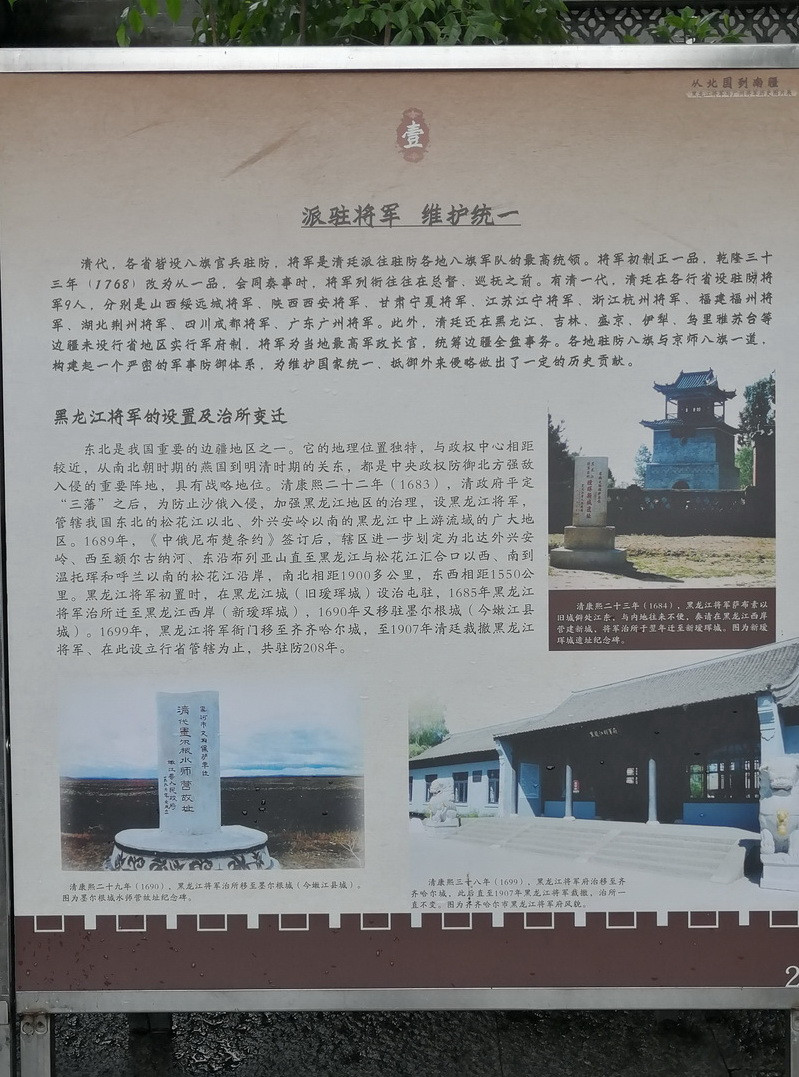 从北国到南疆
壹
派驻将军 维护统一
清代，各省皆设八旗官兵驻防，将军是清廷派往驻防各地八旗军队的最高统领。将军初制正一品，乾隆三十
三年（1768）改为从一品，会同奏事时，将军列衔往往在总督、巡抚之前。有清一代，清廷在各行省设驻防将
军9人，分别是山西绥远城将军、陕西西安将军、甘肃宁夏将军、江苏江宁将军、浙江杭州将军、福建福州将
军、湖北荆州将军、四川成都将军、广东广州将军。此外，清廷还在黑龙江、吉林、盛京、伊犁、乌里雅苏台等
边疆未设行省地区实行军府制，将军为当地最高军政长官，统筹边疆全盘事务。各地驻防八旗与京师八旗一道，
构建起一个严密的军事防御体系，为维护国家统一、抵御外来侵略做出了一定的历史贡献。
黑龙江将军的设置及治所变迁
东北是我国重要的边疆地区之一。它的地理位置独特，与政权中心相距
较近，从南北朝时期的燕国到明清时期的关东，都是中央政权防御北方强敌
入侵的重要阵地，具有战略地位。清康熙二十二年（1683），清政府平定
“三藩”之后，为防止沙俄入侵，加强黑龙江地区的治理，设黑龙江将军，
管辖我国东北的松花江以北、外兴安岭以南的黑龙江中上游流域的广大地
区。1689年，《中俄尼布楚条约》签订后，辖区进一步划定为北达外兴安
岭、西至额尔古纳河、东沿布列亚山直至黑龙江与松花江汇合口以西、南到
温托珲和呼兰以南的松花江沿岸，南北相距1900多公里，东西相距1550公
里。黑龙江将军初置时，在黑龙江城（旧瑷珲城）设治屯驻，1685年黑龙江
将军治所迁至黑龙江西岸（新瑷珲城），1690年又移驻墨尔根城（今嫩江县
城）。1699年，黑龙江将军衙门移至齐齐哈尔城，至1907年清廷裁撤黑龙江
将军、在此设立行省管辖为止，共驻防208年。
清康熙二十三年（1684），黑龙江将军萨布素以
旧城僻处江东，与内地往来不便，奏请在黑龙江西岸
营建新城，将军治所于翌年迁至新瑷珲城。图为新瑷
珲城遗址纪念碑。
黑河市文物保护单位
清代墨尔根水师营故址
嫩江县人民政府
黑龙江将军府
清康熙二十九年（1690），黑龙江将军治所移至墨尔根城（今嫩江县城）。
图为墨尔根城水师营故址纪念碑。
清康熙三十八年（1699），黑龙江将军府治移至齐
齐哈尔城，此后直至1907年黑龙江将军裁撤，治所一
直不变。图为齐齐哈尔市黑龙江将军府风貌。
2